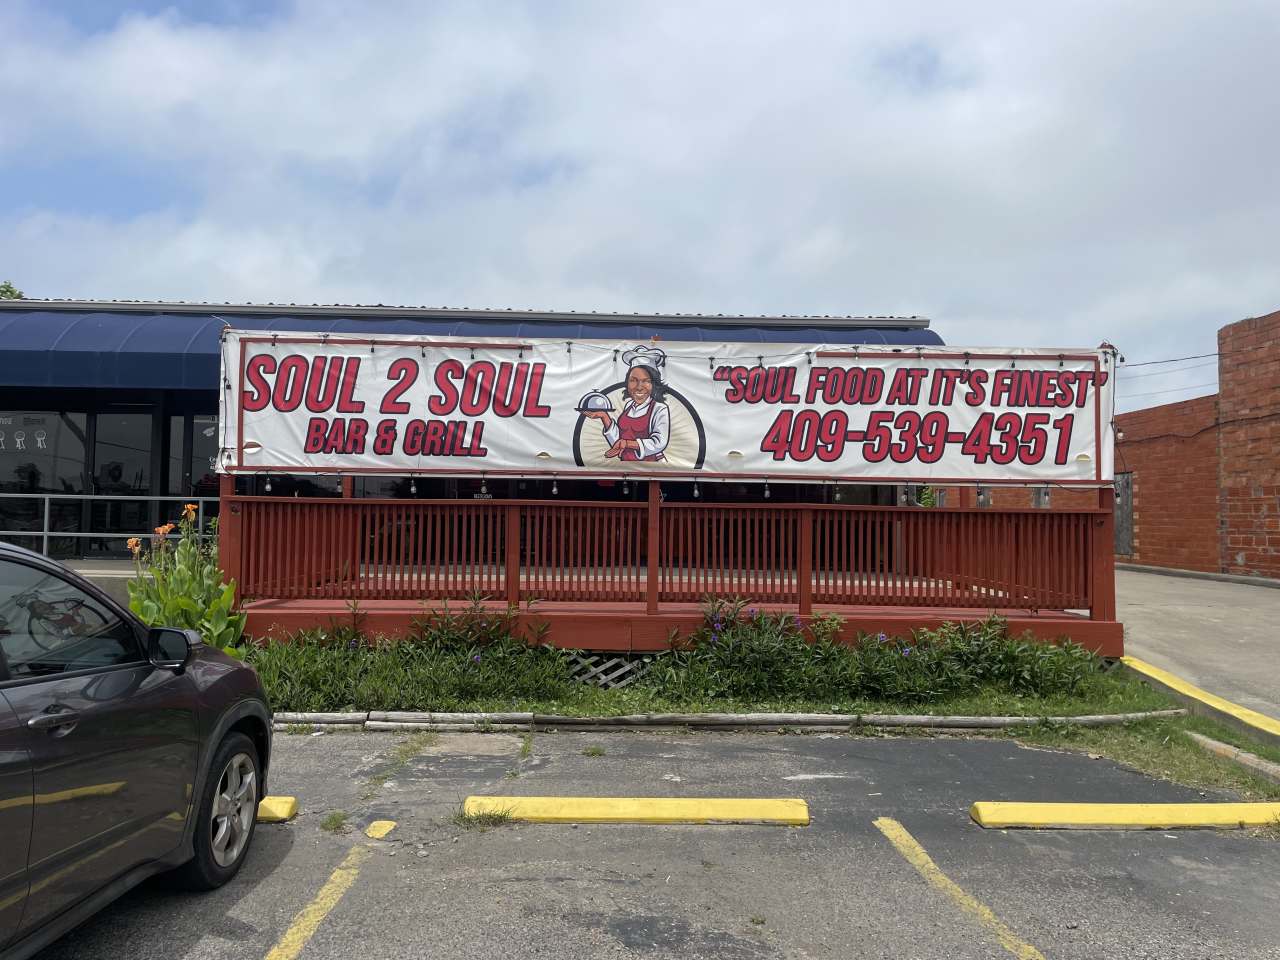 SOUL 2 SOUL
BAR & GRILL
"SOUL FOOD AT IT'S FINEST"
409-539-4351